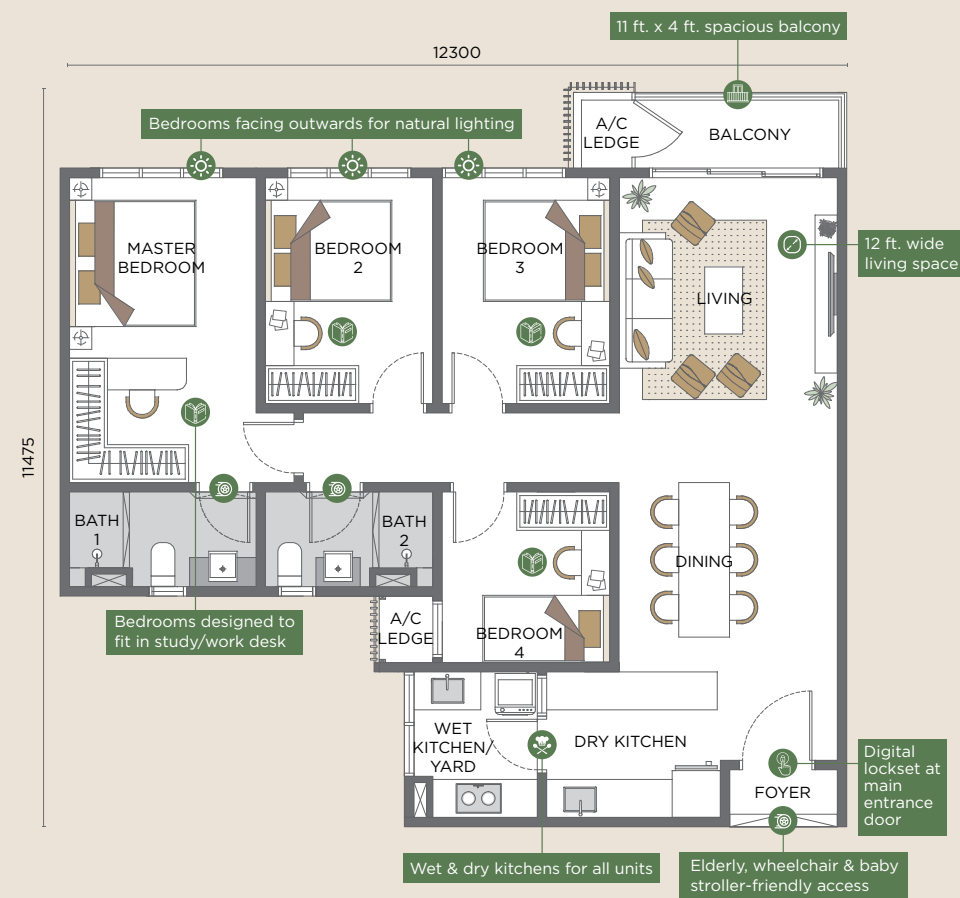 11 ft. x 4 ft. spacious balcony
12300
Bedrooms facing outwards for natural lighting
A/C
LEDGE
BALCONY
MASTER
BEDROOM
BEDROOM
2
BEDROOM
3
12 ft. wide
living space
LIVING
11475
BATH
1
BATH
2
DINING
Bedrooms designed to
fit in study/work desk
A/C
LEDGE
BEDROOM
4
WET
KITCHEN/
YARD
DRY KITCHEN
FOYER
Digital
lockset at
main
entrance
door
Wet & dry kitchens for all units
Elderly, wheelchair & baby
stroller-friendly access